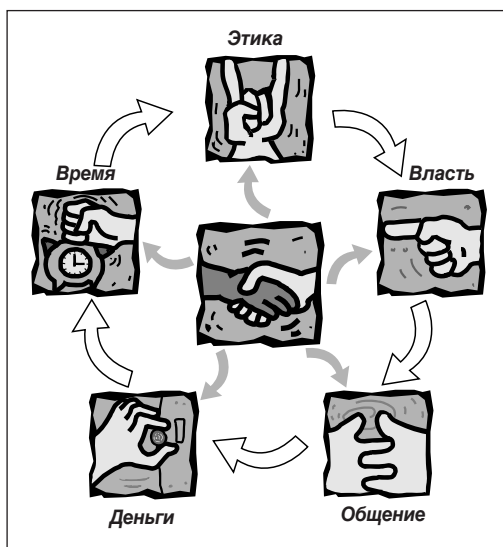 Этика
Время
Власть
Деньги
Общение